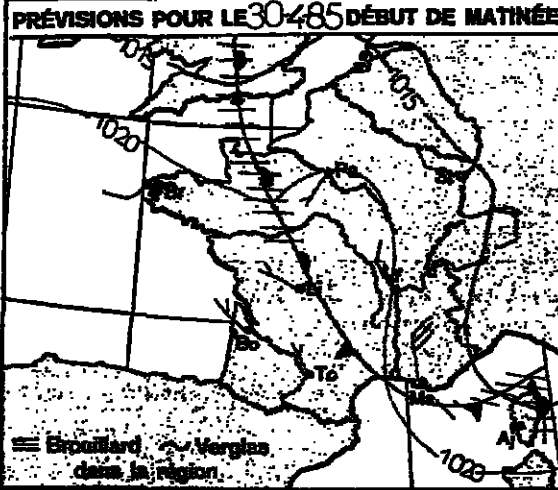 PRÉVISIONS POUR LE 30-4-85 DÉBUT DE MATINÉE
1015
1015
1020
Br
Pa
St
Li
Bo
To
Ma
Aj
1020
Brouillard Verglas
dans la région